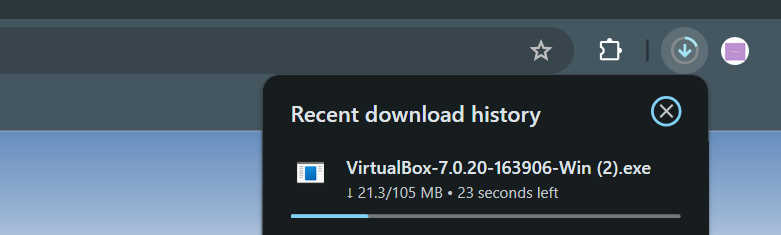 Recent download history
VirtualBox-7.0.20-163906-Win (2).exe
↓ 21.3/105 MB • 23 seconds left